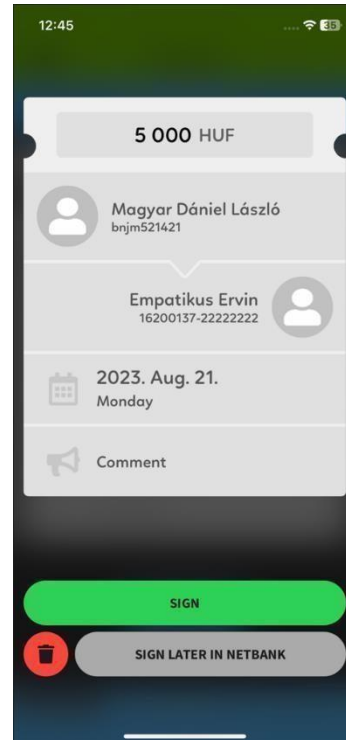 12:45
35
5 000 HUF
Magyar Dániel László
bnjm521421
Empatikus Ervin
16200137-22222222
2023. Aug. 21.
Monday
Comment
SIGN
SIGN LATER IN NETBANK